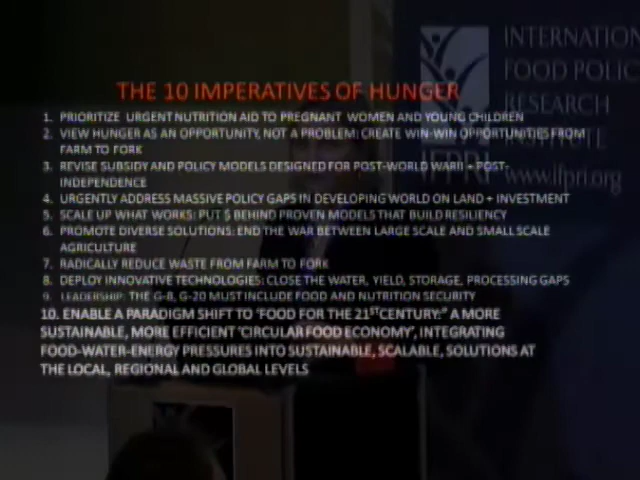 INTERNATION
FOOD POLIC
RESEARCH
INSTITUTE
IFPRI
www.ifpri.org
THE 10 IMPERATIVES OF HUNGER
1. PRIORITIZE URGENT NUTRITION AID TO PREGNANT WOMEN AND YOUNG CHILDREN
2. VIEW HUNGER AS AN OPPORTUNITY, NOT A PROBLEM: CREATE WIN-WIN OPPORTUNITIES FROM
FARM TO FORK
3. REVISE SUBSIDY AND POLICY MODELS DESIGNED FOR POST-WORLD WARII + POST-
INDEPENDENCE
4. URGENTLY ADDRESS MASSIVE POLICY GAPS IN DEVELOPING WORLD ON LAND + INVESTMENT
5. SCALE UP WHAT WORKS: PUT $ BEHIND PROVEN MODELS THAT BUILD RESILIENCY
6. PROMOTE DIVERSE SOLUTIONS: END THE WAR BETWEEN LARGE SCALE AND SMALL SCALE
AGRICULTURE
7. RADICALLY REDUCE WASTE FROM FARM TO FORK
8. DEPLOY INNOVATIVE TECHNOLOGIES: CLOSE THE WATER, YIELD, STORAGE, PROCESSING GAPS
9. LEADERSHIP: THE G-8, G-20 MUST INCLUDE FOOD AND NUTRITION SECURITY
10. ENABLE A PARADIGM SHIFT TO 'FOOD FOR THE 21ST CENTURY:" A MORE
SUSTAINABLE, MORE EFFICIENT 'CIRCULAR FOOD ECONOMY', INTEGRATING
FOOD-WATER-ENERGY PRESSURES INTO SUSTAINABLE, SCALABLE, SOLUTIONS AT
THE LOCAL, REGIONAL AND GLOBAL LEVELS